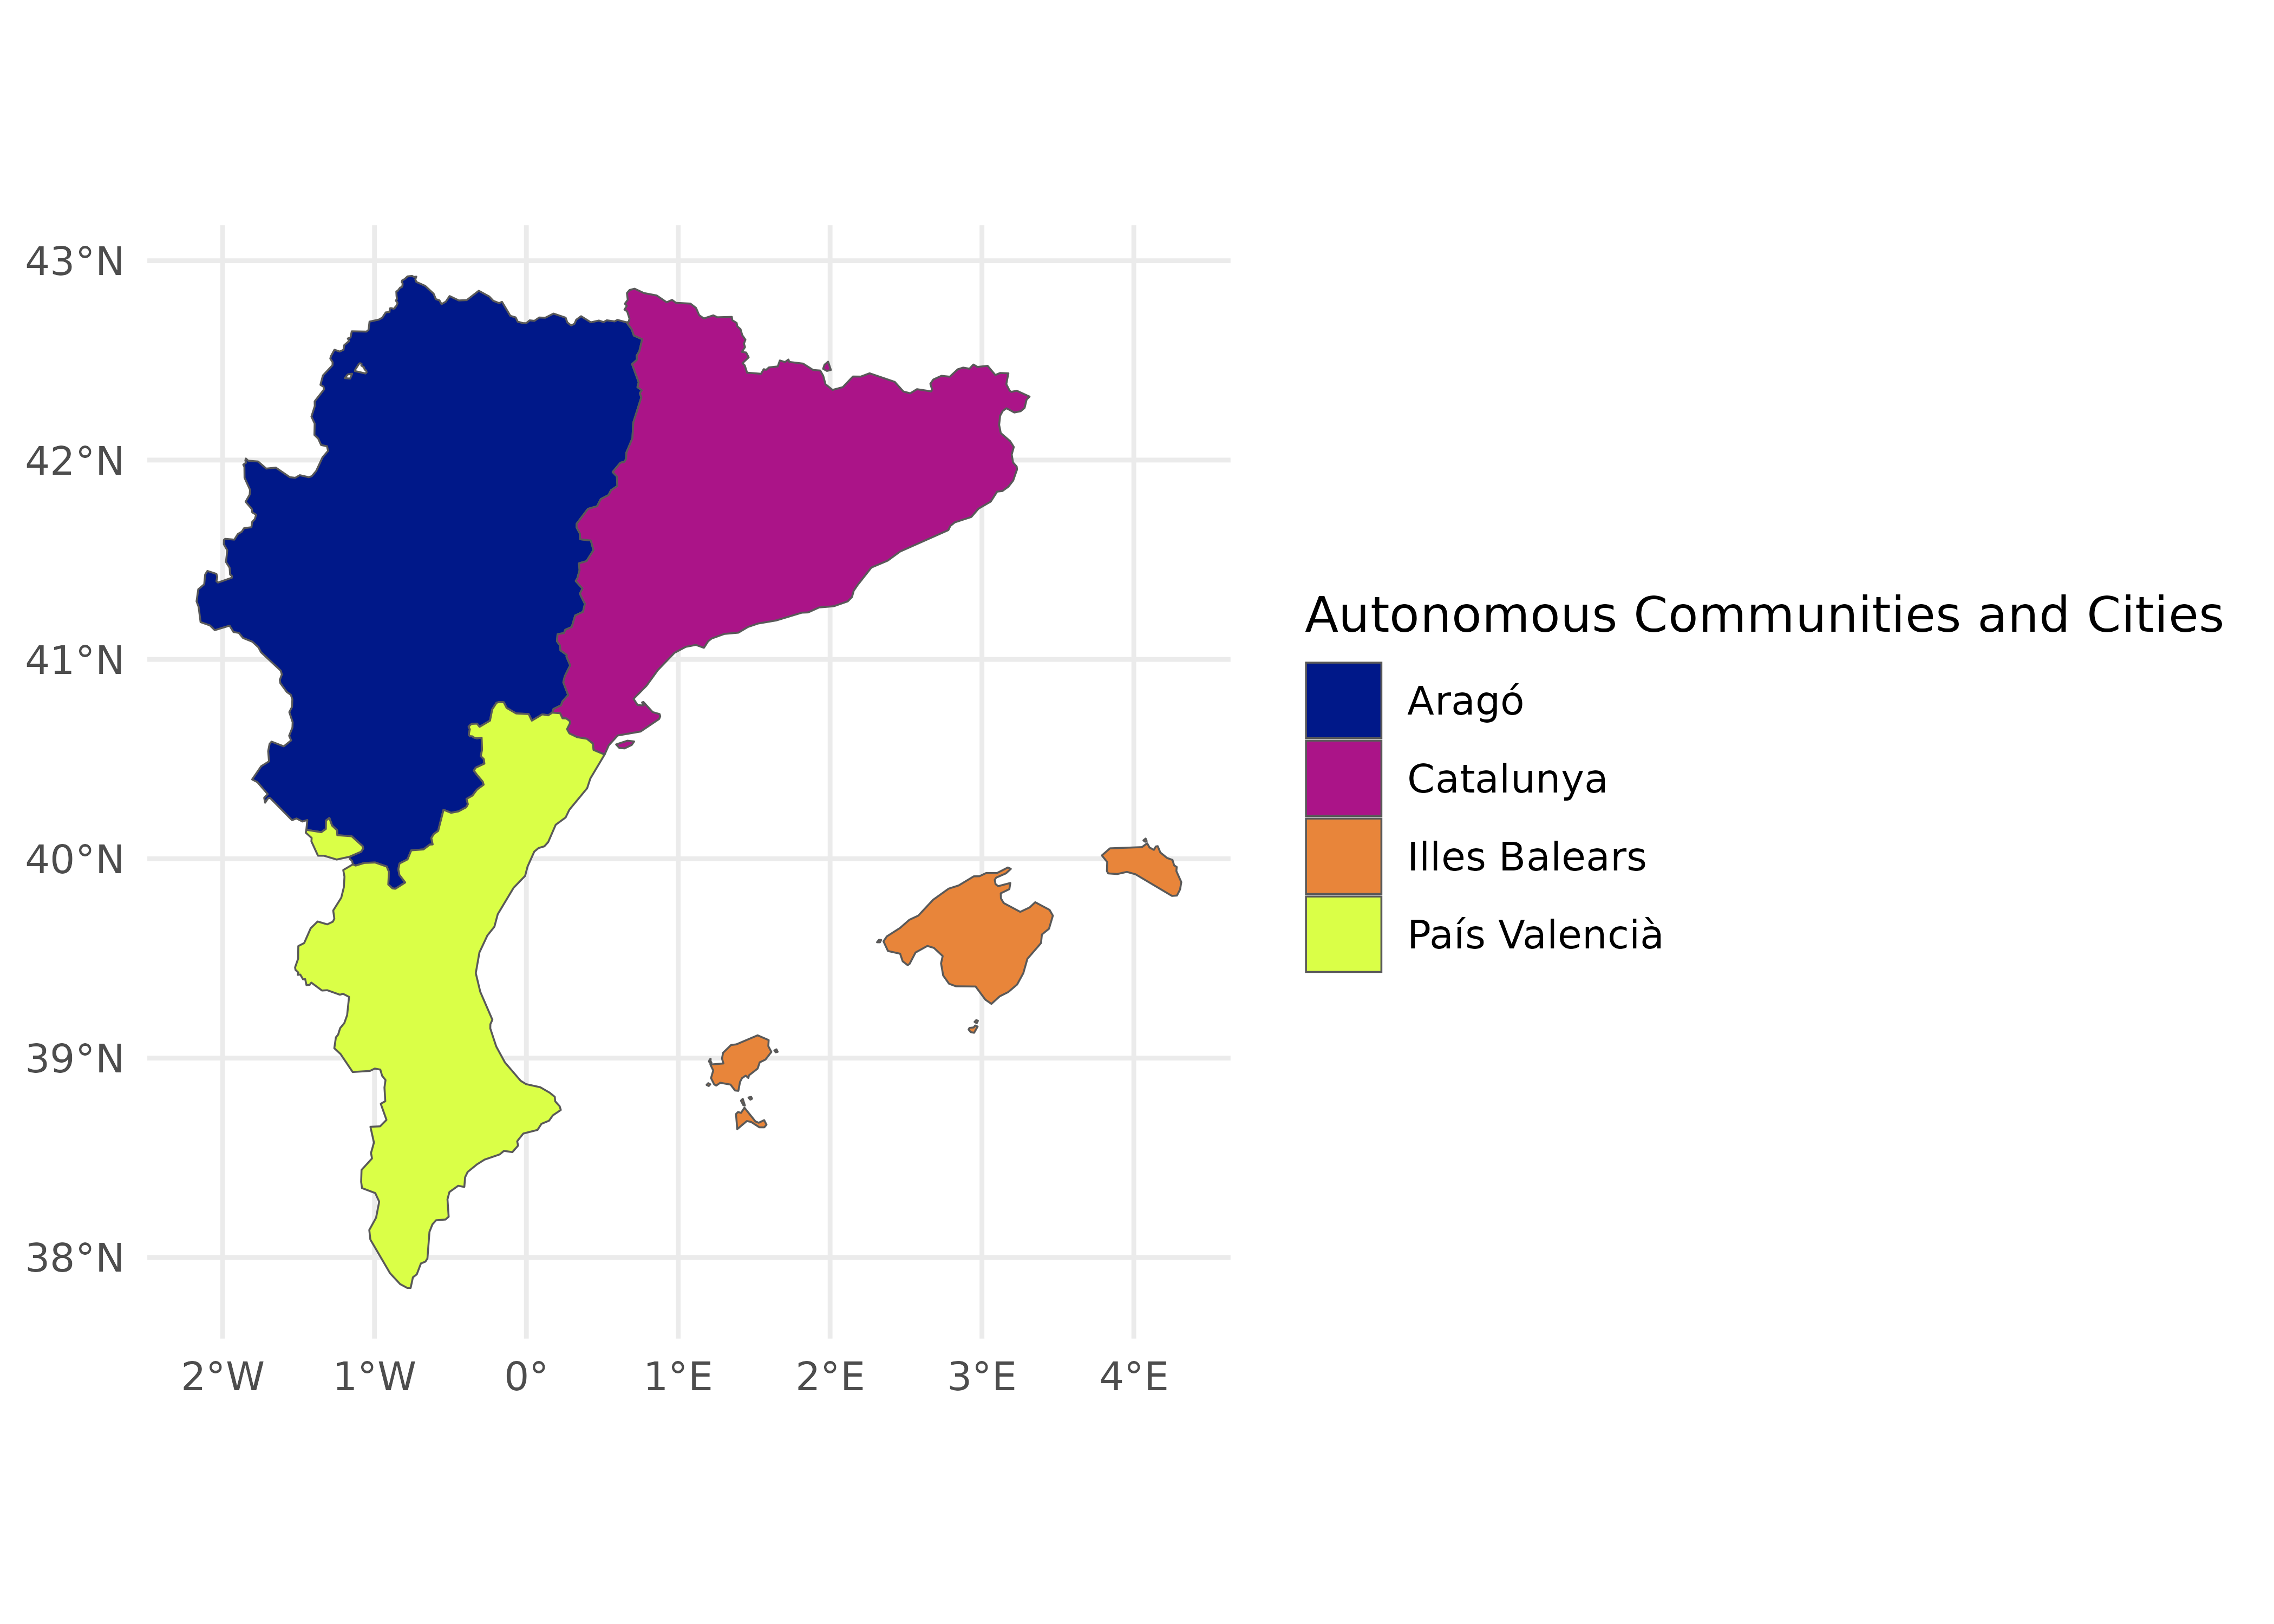 43°N
42°N
41°N
40°N
39°N
38°N
2°W 1°W 0° 1°E 2°E 3°E 4°E
Autonomous Communities and Cities
Aragó
Catalunya
Illes Balears
País Valencià